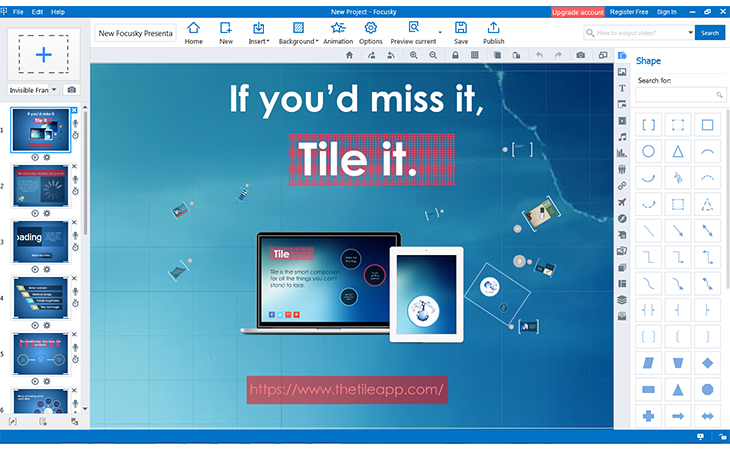 File Edit Help
New Project - Focusky
Upgrade account Register Free Sign In
New Focusky Presenta
Home New Insert Background Animation Options Preview current Save Publish
How to output video?
Search
Invisible Fran
Shape
Search for:
If you'd miss it,
Tile it.
Tile
Tile is the smart companion
for all the things you can't
stand to lose.
https://www.thetileapp.com/
1
If you'd miss it,
Tile it.
2
3
oading
4
5
6